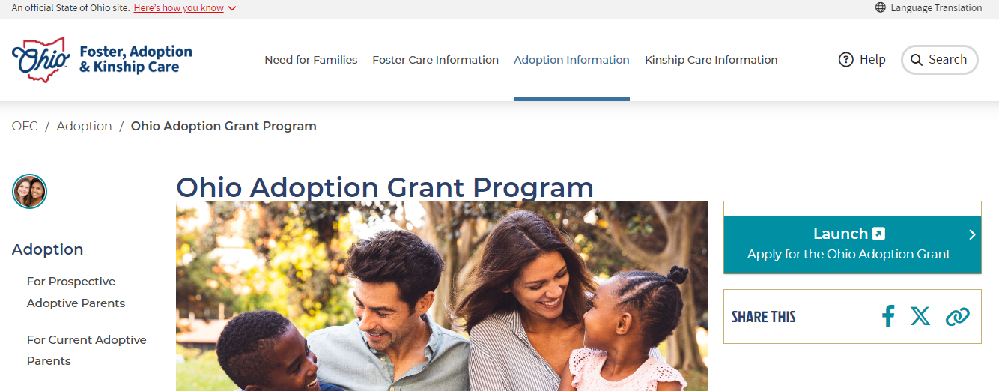 An official State of Ohio site. Here's how you know
Language Translation
Ohio
Foster, Adoption
& Kinship Care
Need for Families
Foster Care Information
Adoption Information
Kinship Care Information
Help
Search
OFC / Adoption / Ohio Adoption Grant Program
Ohio Adoption Grant Program
Adoption
For Prospective
Adoptive Parents
For Current Adoptive
Parents
Launch
Apply for the Ohio Adoption Grant
SHARE THIS